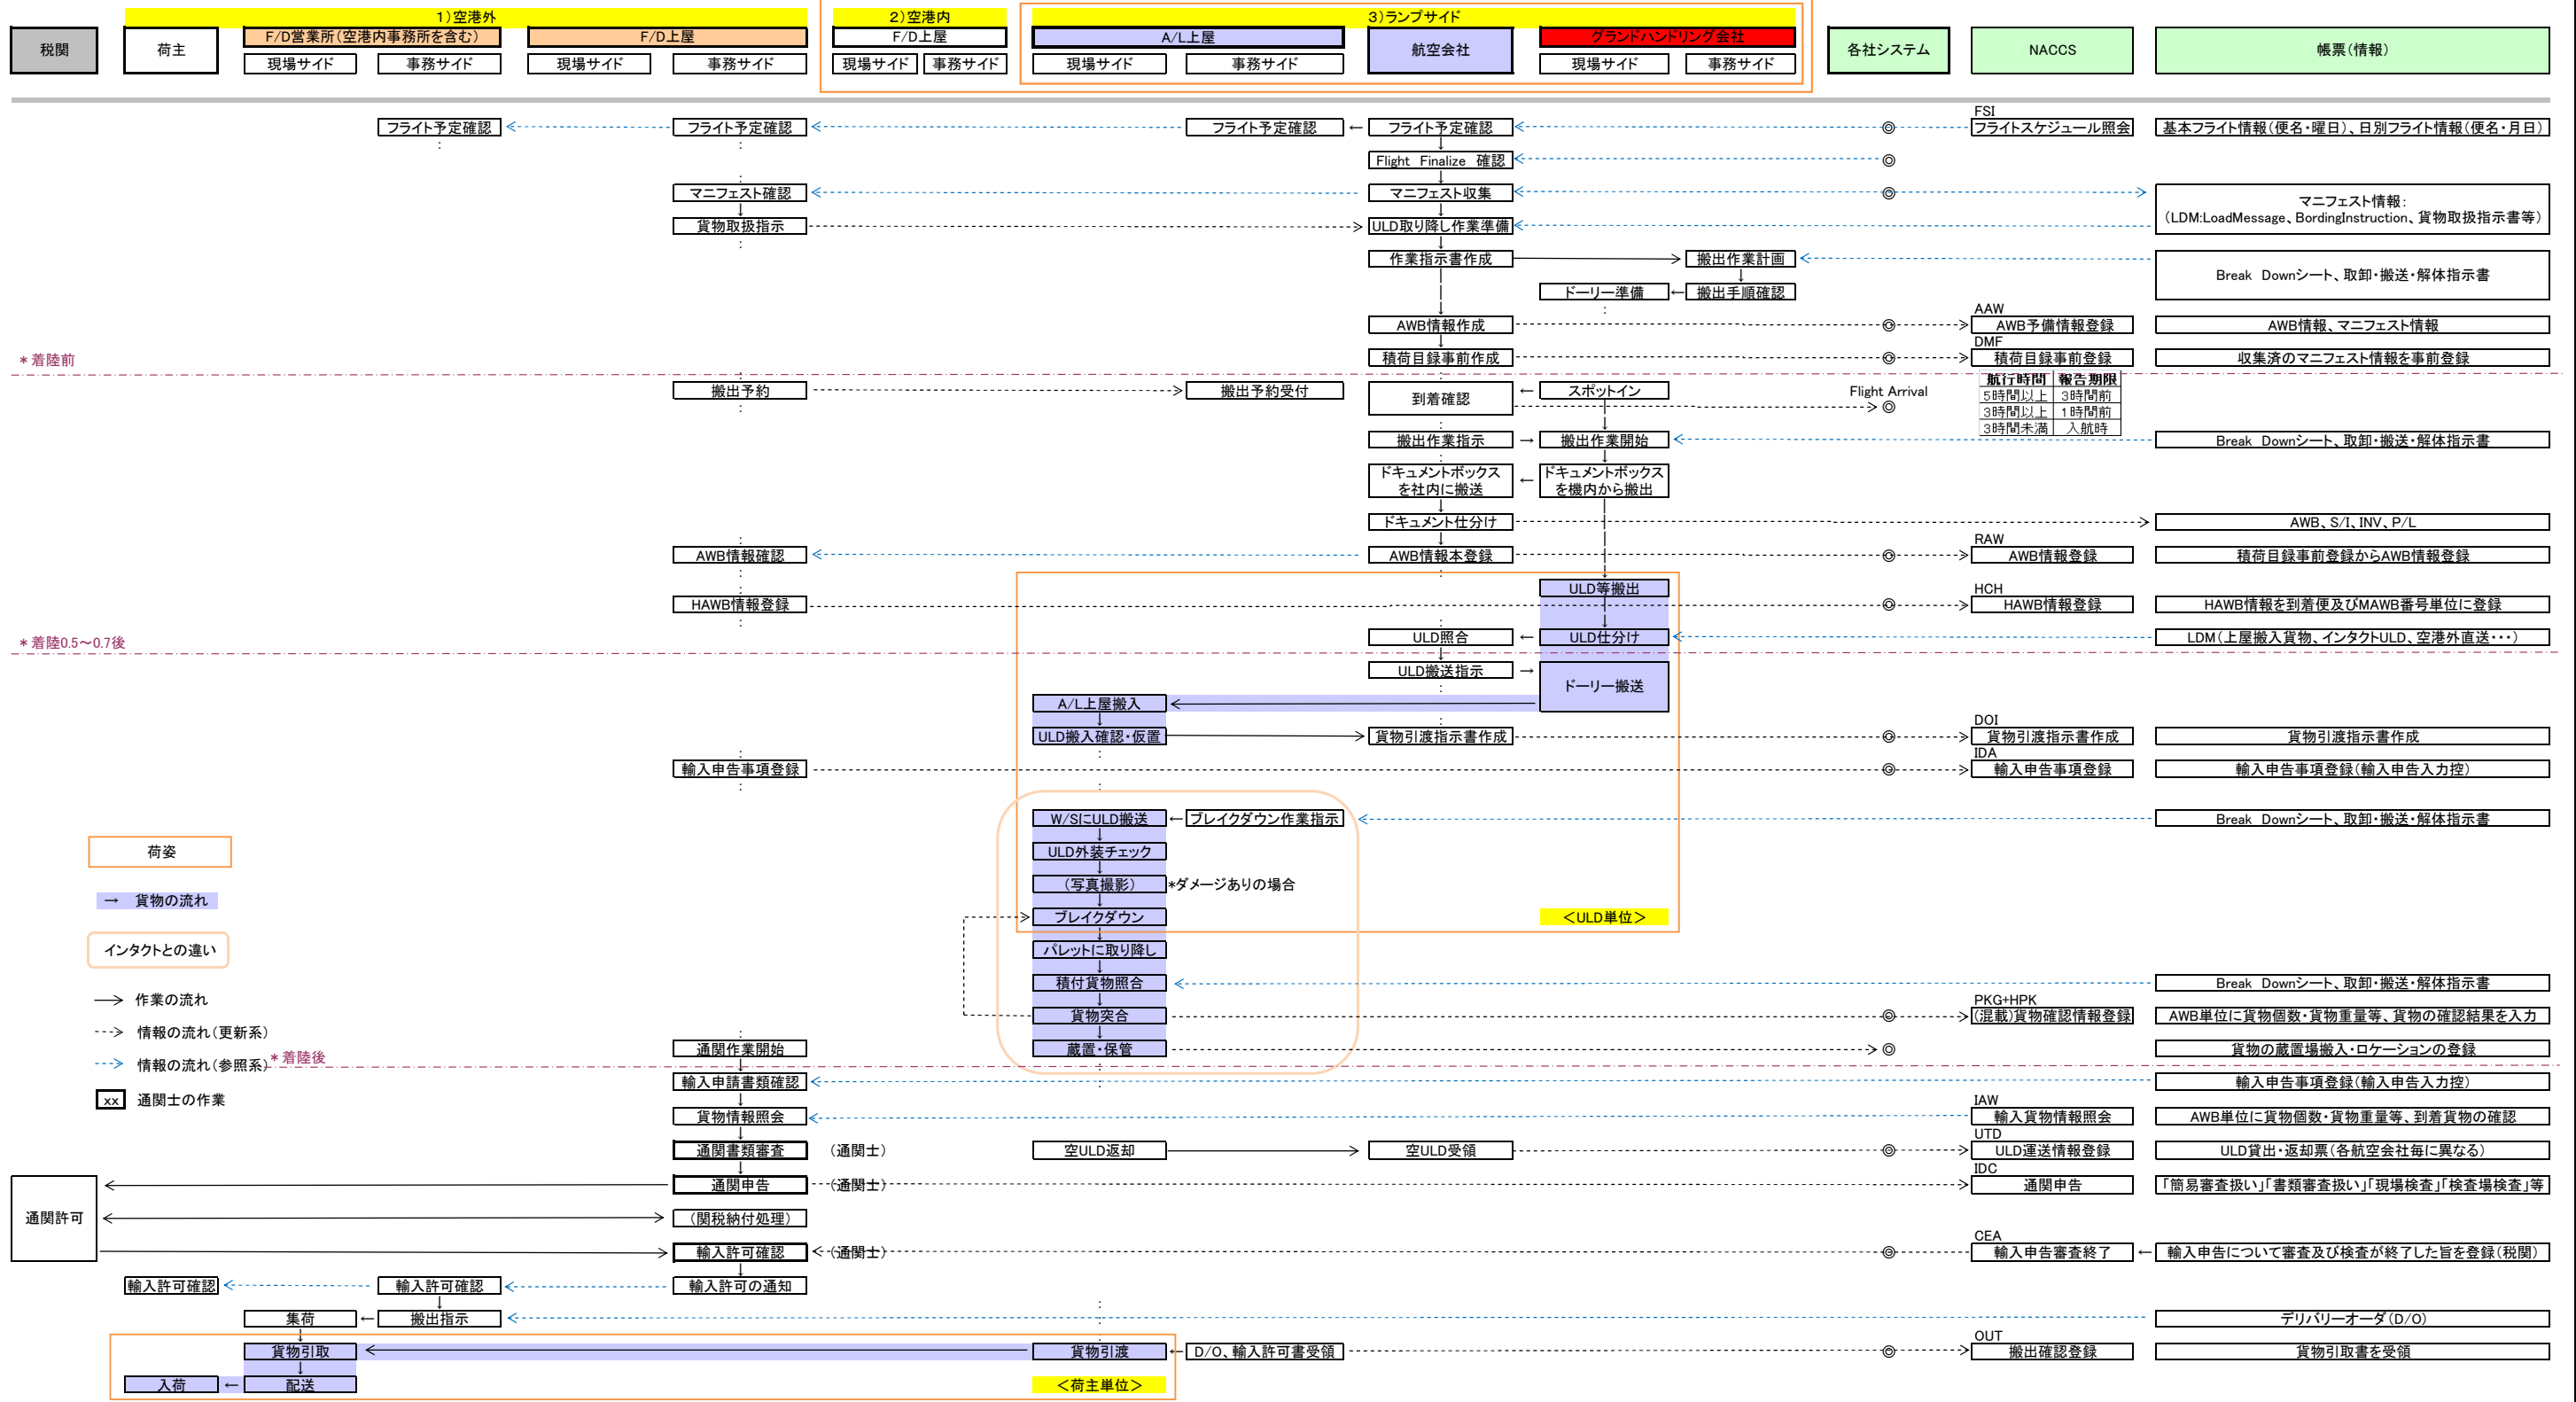 1)空港外
2)空港内
3)ランプサイド
税関
荷主
F/D営業所(空港内事務所を含む)
F/D上屋
F/D上屋
A/L上屋
航空会社
グランドハンドリング会社
各社システム
NACCS
帳票(情報)
現場サイド
事務サイド
現場サイド
事務サイド
現場サイド
事務サイド
現場サイド
事務サイド
現場サイド
事務サイド
FSI
フライト予定確認
フライト予定確認
フライト予定確認
←
フライト予定確認
◎
フライトスケジュール照会
基本フライト情報(便名・曜日)、日別フライト情報(便名・月日)
Flight Finalize 確認
◎
マニフェスト確認
マニフェスト収集
◎
マニフェスト情報:
(LDM:LoadMessage、BordingInstruction、貨物取扱指示書等)
貨物取扱指示
ULD取り降し作業準備
作業指示書作成
搬出作業計画
Break Downシート、取卸・搬送・解体指示書
ドーリー準備
←
搬出手順確認
AAW
AWB情報作成
◎
AWB予備情報登録
AWB情報、マニフェスト情報
DMF
*着陸前
積荷目録事前作成
◎
積荷目録事前登録
収集済のマニフェスト情報を事前登録
搬出予約
搬出予約受付
到着確認
←
スポットイン
Flight Arrival
◎
航行時間 報告期限
5時間以上 3時間前
3時間以上 1時間前
3時間未満 入航時
搬出作業指示
→
搬出作業開始
Break Downシート、取卸・搬送・解体指示書
ドキュメントボックス
を社内に搬送
←
ドキュメントボックス
を機内から搬出
ドキュメント仕分け
AWB、S/I、INV、P/L
RAW
AWB情報確認
AWB情報本登録
◎
AWB情報登録
積荷目録事前登録からAWB情報登録
ULD等搬出
HCH
HAWB情報登録
◎
HAWB情報登録
HAWB情報を到着便及びMAWB番号単位に登録
*着陸0.5~0.7後
ULD照合
←
ULD仕分け
LDM(上屋搬入貨物、インタクトULD、空港外直送・・・)
ULD搬送指示
→
ドーリー搬送
A/L上屋搬入
DOI
ULD搬入確認・仮置
貨物引渡指示書作成
◎
貨物引渡指示書作成
貨物引渡指示書作成
IDA
輸入申告事項登録
◎
輸入申告事項登録
輸入申告事項登録(輸入申告入力控)
W/SにULD搬送
←
ブレイクダウン作業指示
Break Downシート、取卸・搬送・解体指示書
荷姿
ULD外装チェック
(写真撮影)
*ダメージありの場合
→ 貨物の流れ
ブレイクダウン
<ULD単位>
インタクトとの違い
パレットに取り降し
積付貨物照合
Break Downシート、取卸・搬送・解体指示書
作業の流れ
PKG+HPK
貨物突合
◎
(混載)貨物確認情報登録
AWB単位に貨物個数・貨物重量等、貨物の確認結果を入力
情報の流れ(更新系)
通関作業開始
蔵置・保管
◎
貨物の蔵置場搬入・ロケーションの登録
情報の流れ(参照系)
*着陸後
輸入申請書類確認
輸入申告事項登録(輸入申告入力控)
xx 通関士の作業
IAW
貨物情報照会
輸入貨物情報照会
AWB単位に貨物個数・貨物重量等、到着貨物の確認
UTD
通関書類審査
(通関士)
空ULD返却
空ULD受領
◎
ULD運送情報登録
ULD貸出・返却票(各航空会社毎に異なる)
IDC
通関申告
(通関士)
通関申告
「簡易審査扱い」「書類審査扱い」「現場検査」「検査場検査」等
通関許可
(関税納付処理)
CEA
輸入許可確認
(通関士)
◎
輸入申告審査終了
←
輸入申告について審査及び検査が終了した旨を登録(税関)
輸入許可確認
輸入許可確認
輸入許可の通知
集荷
←
搬出指示
デリバリーオーダ(D/O)
OUT
貨物引取
貨物引渡
←
D/O、輸入許可書受領
◎
搬出確認登録
貨物引取書を受領
入荷
←
配送
<荷主単位>